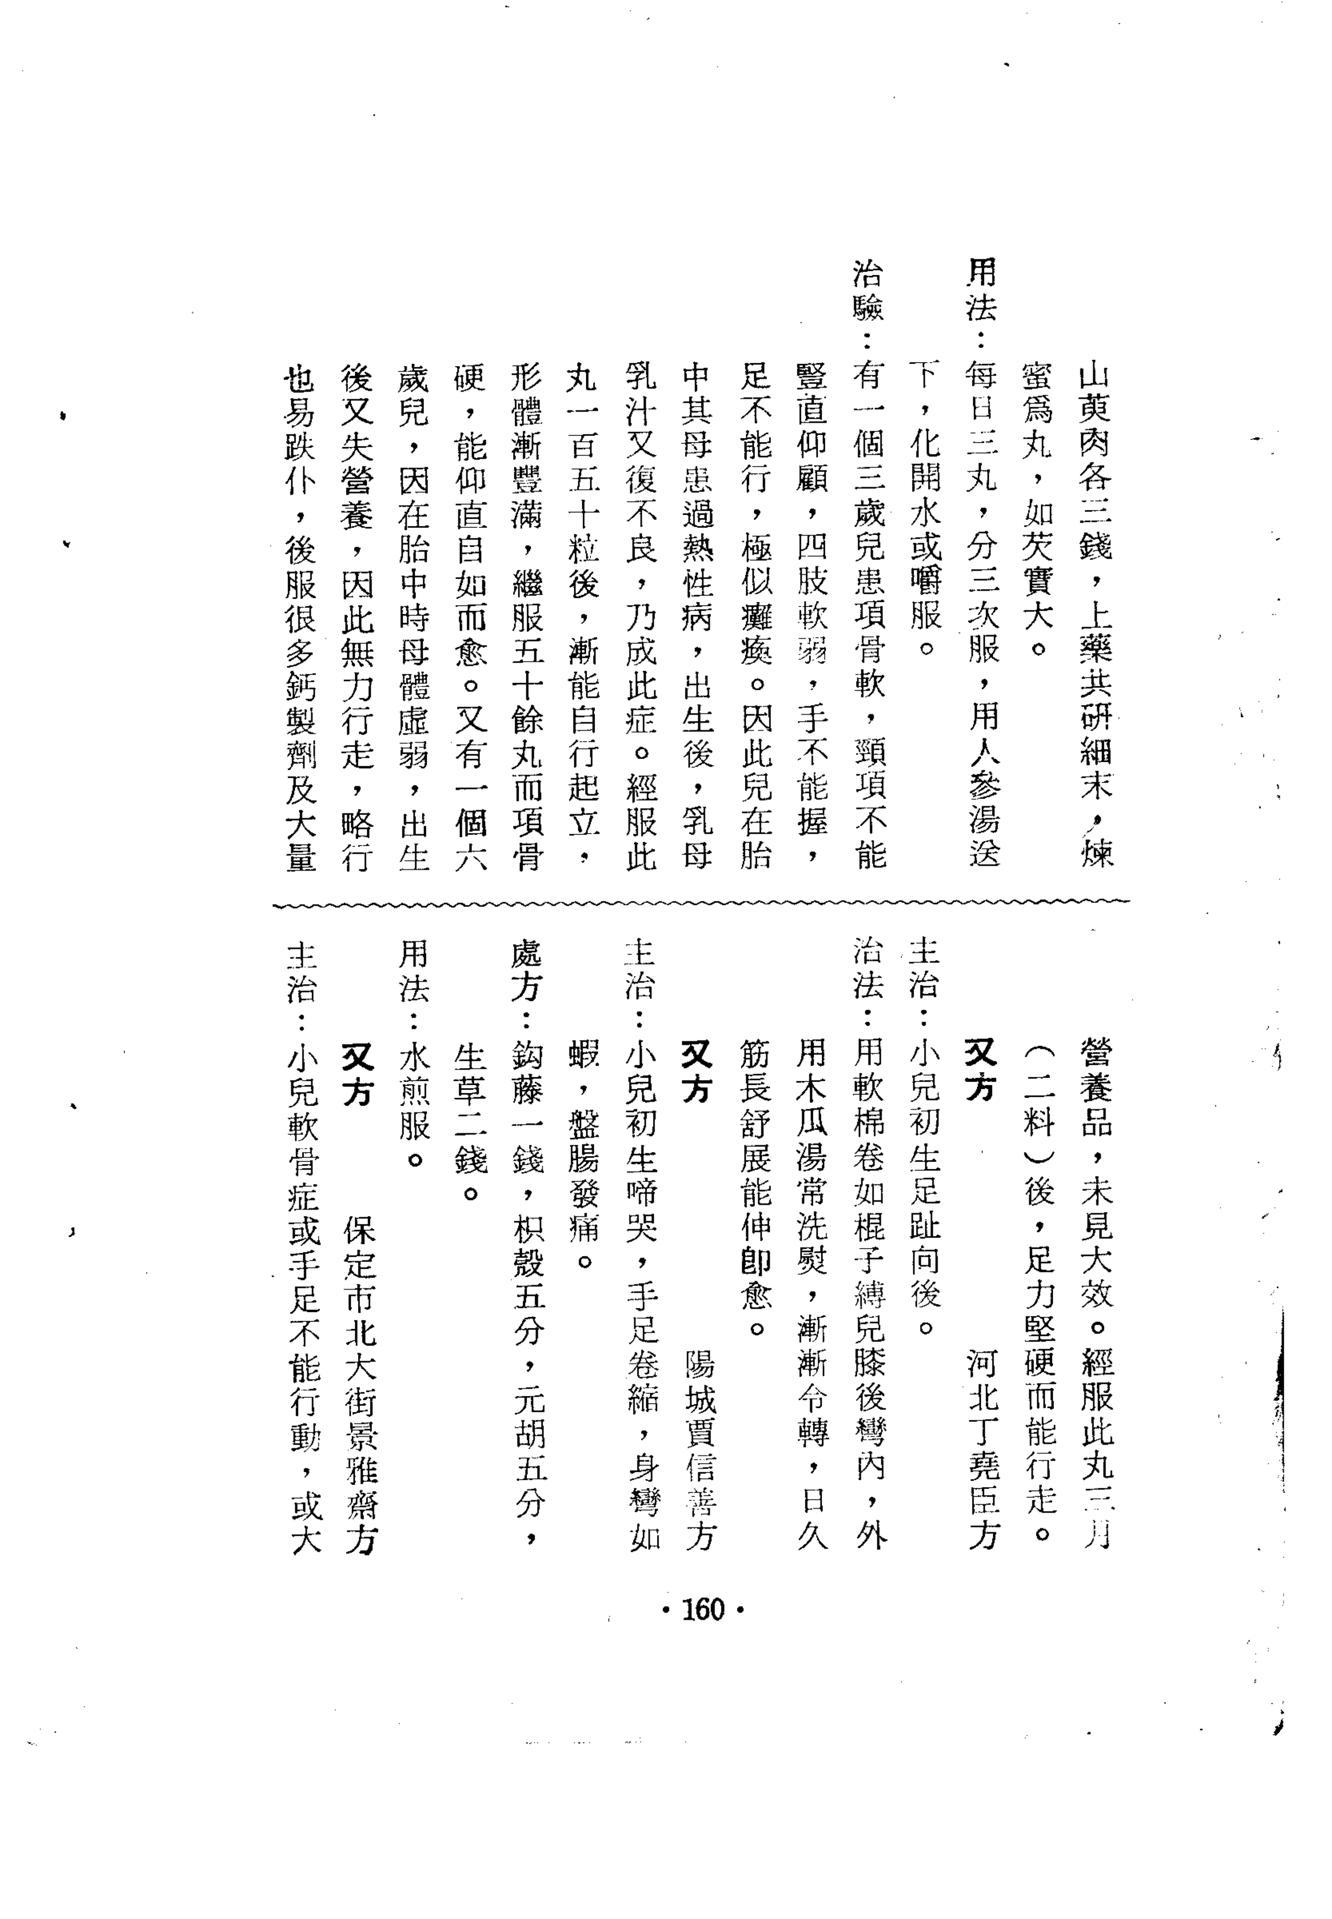 山萸肉各三錢，上藥共研細末，煉
蜜爲丸，如芡實大。
用法：每日三丸，分三次服，用人參湯送
下，化開水或嚼服。
治驗：有一個三歲兒患項骨軟，頸項不能
豎直仰顧，四肢軟弱，手不能握，
足不能行，極似癱瘓。因此兒在胎
中其母患過熱性病，出生後，乳母
乳汁又復不良，乃成此症。經服此
丸一百五十粒後，漸能自行起立，
形體漸豐滿，繼服五十餘丸而項骨
硬，能仰直自如而愈。又有一個六
歲兒，因在胎中時母體虛弱，出生
後又失營養，因此無力行走，略行
也易跌仆，後服很多鈣製劑及大量
營養品，未見大效。經服此丸三月
（二料）後，足力堅硬而能行走。
又方　河北丁堯臣方
主治：小兒初生足趾向後。
治法：用軟棉卷如棍子縛兒膝後彎內，外
用木瓜湯常洗熨，漸漸令轉，日久
筋長舒展能伸卽愈。
又方　陽城賈信善方
主治：小兒初生啼哭，手足卷縮，身彎如
蝦，盤腸發痛。
處方：鈎藤一錢，枳殼五分，元胡五分，
生草二錢。
用法：水煎服。
又方　保定市北大街景雅齋方
主治：小兒軟骨症或手足不能行動，或大
·160·